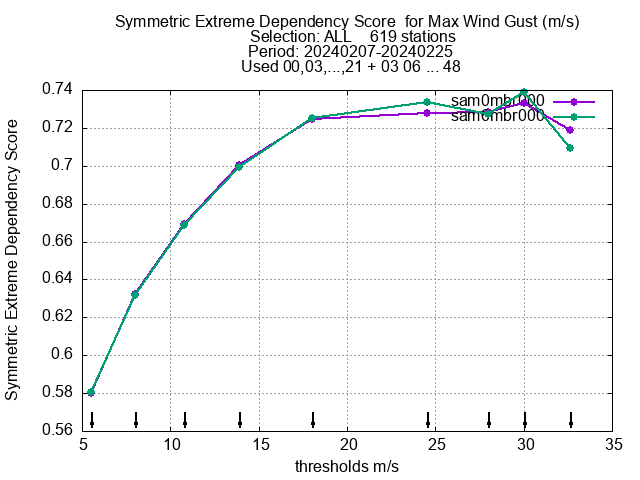 Symmetric Extreme Dependency Score  for Max Wind Gust (m/s)
Selection: ALL    619 stations
Period: 20240207-20240225
Used 00,03,...,21 + 03 06 ... 48
Symmetric Extreme Dependency Score
0.74
0.72
0.7
0.68
0.66
0.64
0.62
0.6
0.58
0.56
sam0mbr000
sam6mbr000
5
10
15
20
25
30
35
thresholds m/s